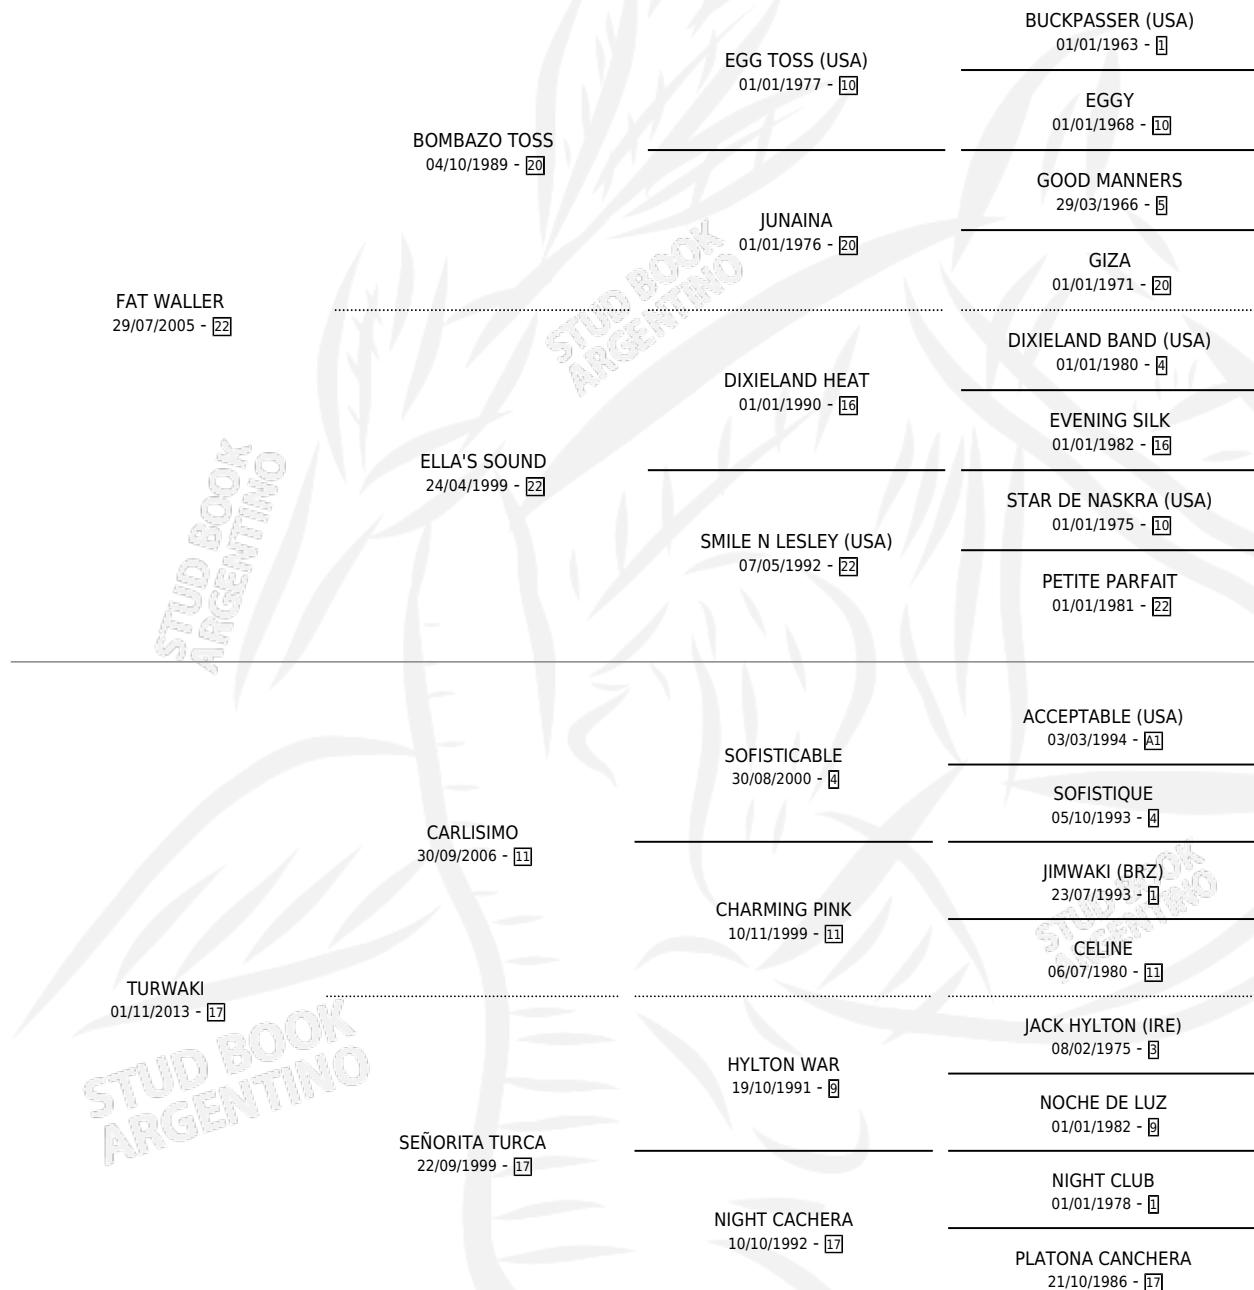 FAT WALLER
29/07/2005 - 22
BOMBAZO TOSS
04/10/1989 - 20
EGG TOSS (USA)
01/01/1977 - 10
BUCKPASSER (USA)
01/01/1963 - 1
EGGY
01/01/1968 - 10
JUNAINA
01/01/1976 - 20
GOOD MANNERS
29/03/1966 - 5
GIZA
01/01/1971 - 20
ELLA'S SOUND
24/04/1999 - 22
DIXIELAND HEAT
01/01/1990 - 16
DIXIELAND BAND (USA)
01/01/1980 - 4
EVENING SILK
01/01/1982 - 16
SMILE N LESLEY (USA)
07/05/1992 - 22
STAR DE NASKRA (USA)
01/01/1975 - 10
PETITE PARFAIT
01/01/1981 - 22
TURWAKI
01/11/2013 - 17
CARLISIMO
30/09/2006 - 11
SOFISTICABLE
30/08/2000 - 4
ACCEPTABLE (USA)
03/03/1994 - A1
SOFISTIQUE
05/10/1993 - 4
CHARMING PINK
10/11/1999 - 11
JIMWAKI (BRZ)
23/07/1993 - 1
CELINE
06/07/1980 - 11
SEÑORITA TURCA
22/09/1999 - 17
HYLTON WAR
19/10/1991 - 9
JACK HYLTON (IRE)
08/02/1975 - 3
NOCHE DE LUZ
01/01/1982 - 9
NIGHT CACHERA
10/10/1992 - 17
NIGHT CLUB
01/01/1978 - 1
PLATONA CANCHERA
21/10/1986 - 17
STUD BOOK
ARGENTINO
STUD BOOK
ARGENTINO
STUD BOOK
ARGENTINO
STUD BOOK
ARGENTINO